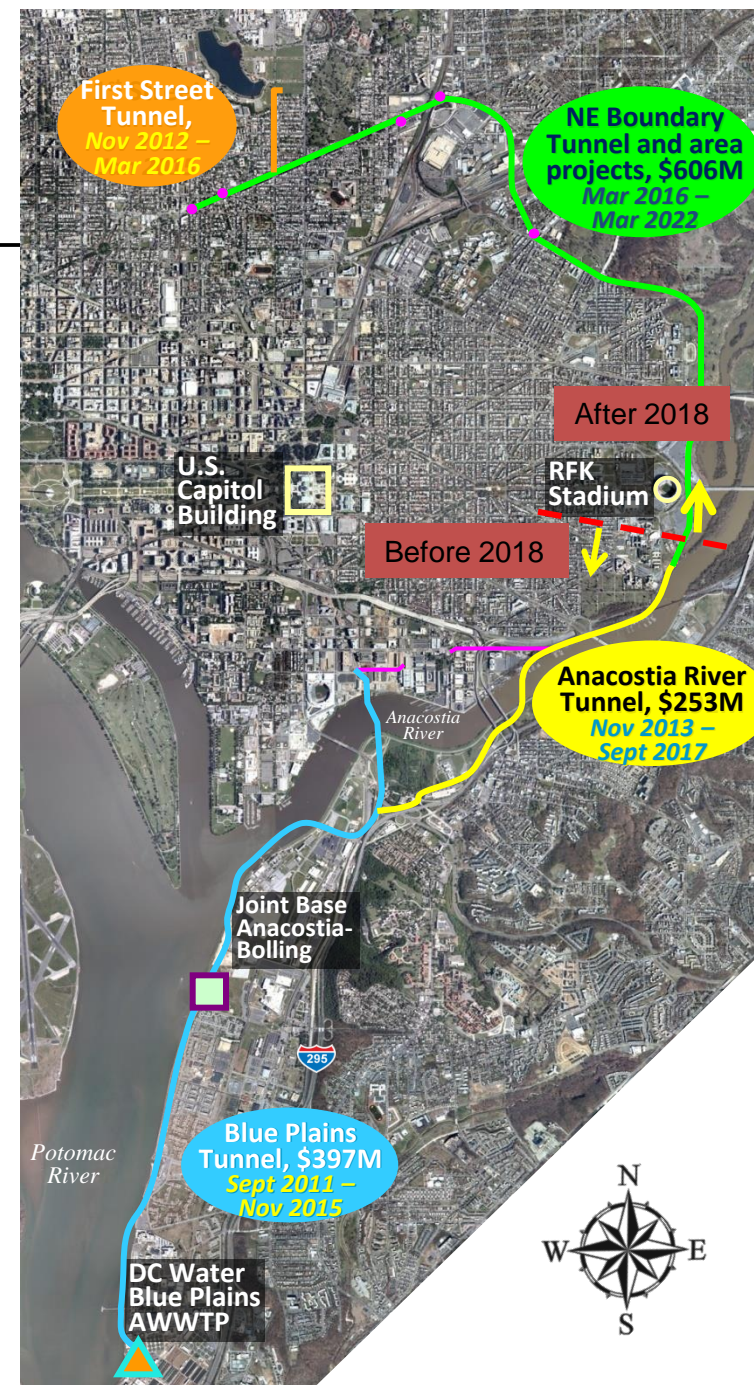 First Street
Tunnel,
Nov 2012 –
Mar 2016
NE Boundary
Tunnel and area
projects, $606M
Mar 2016 –
Mar 2022
After 2018
U.S.
Capitol
Building
RFK
Stadium
Before 2018
Anacostia River
Tunnel, $253M
Nov 2013 –
Sept 2017
Anacostia
River
Joint Base
Anacostia-
Bolling
295
Blue Plains
Tunnel, $397M
Sept 2011 –
Nov 2015
Potomac
River
DC Water
Blue Plains
AWWTP
N
W
E
S